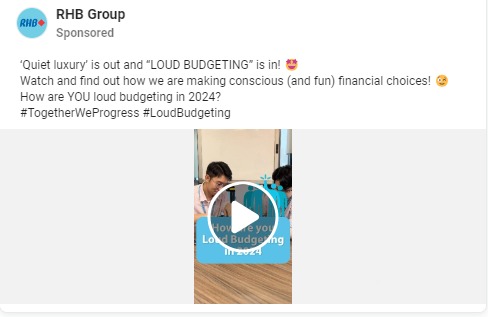 RHB
RHB Group
Sponsored
‘Quiet luxury’ is out and “LOUD BUDGETING” is in! 🤩
Watch and find out how we are making conscious (and fun) financial choices! 😉
How are YOU loud budgeting in 2024?
#TogetherWeProgress #LoudBudgeting
How are you
Loud Budgeting
in 2024